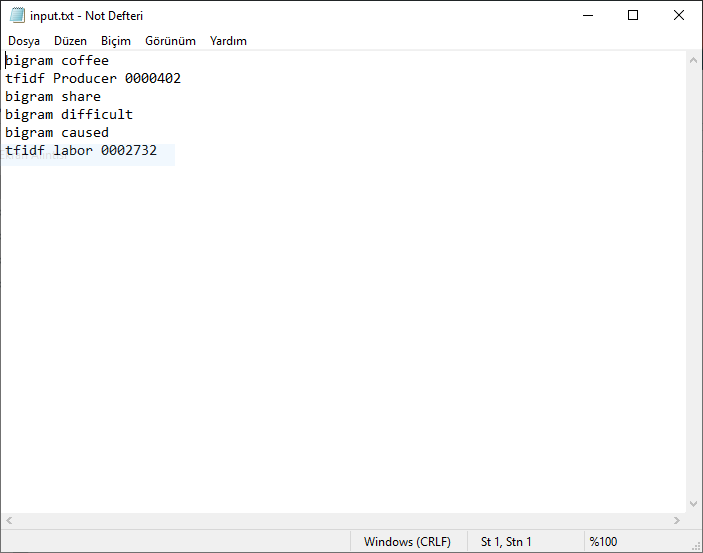 input.txt - Not Defteri
Dosya Düzen Biçim Görünüm Yardım
bigram coffee
tfidf Producer 0000402
bigram share
bigram difficult
bigram caused
tfidf labor 0002732
Windows (CRLF) St 1, Stn 1 %100